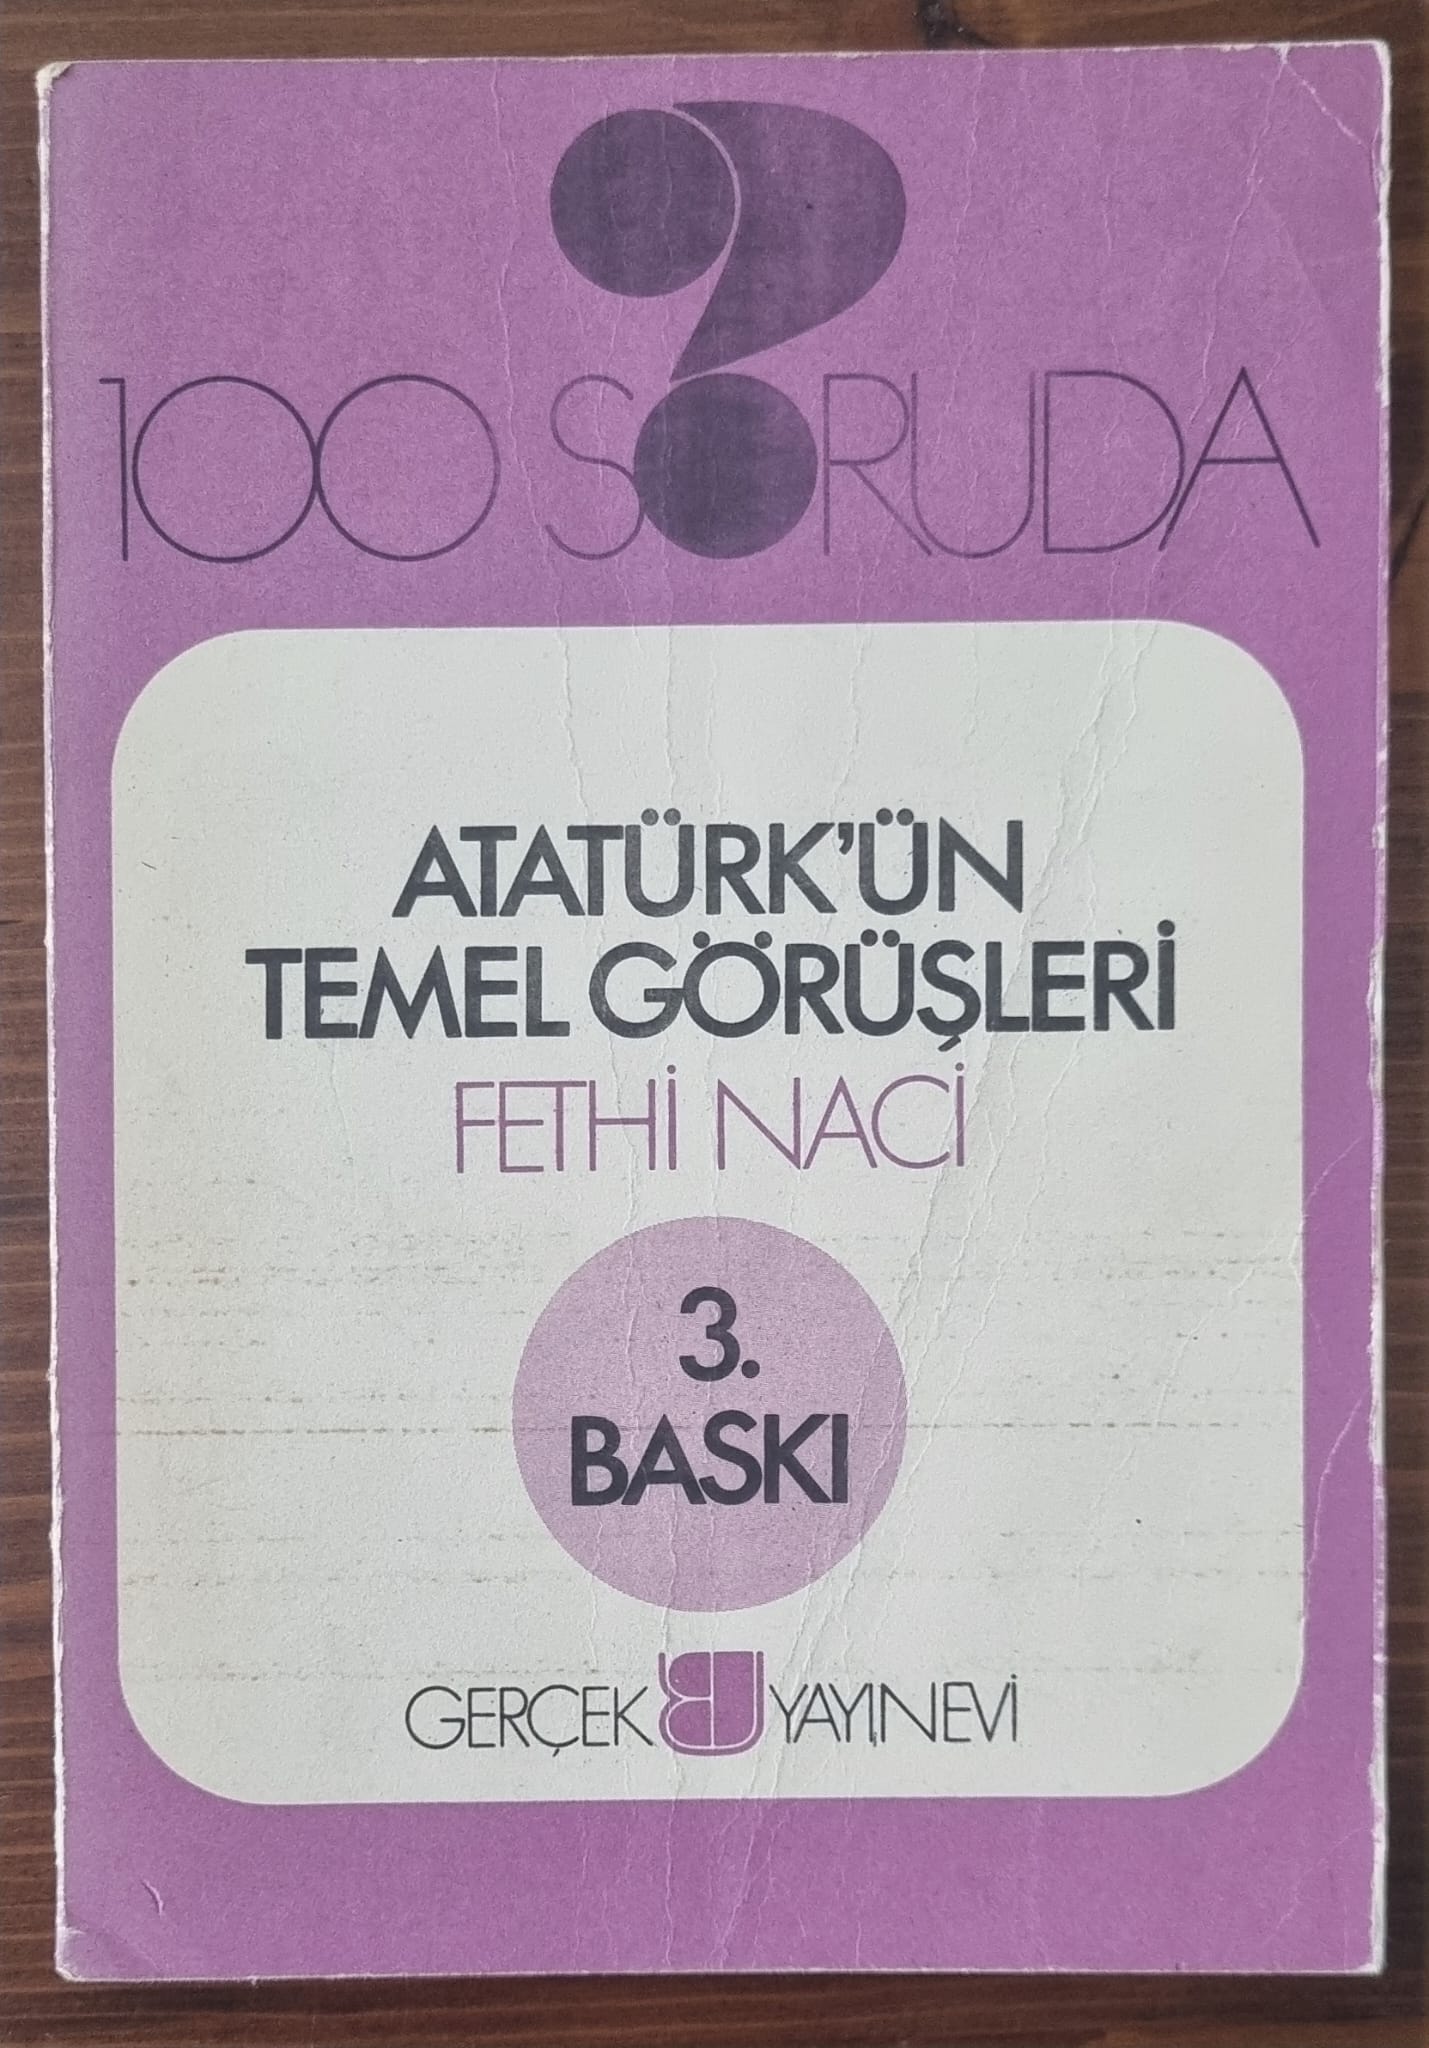 100 SORUDA
ATATÜRK'ÜN
TEMEL GÖRÜŞLERİ
FETHİ NACİ
3.
BASKI
GERÇEK YAYINEVİ